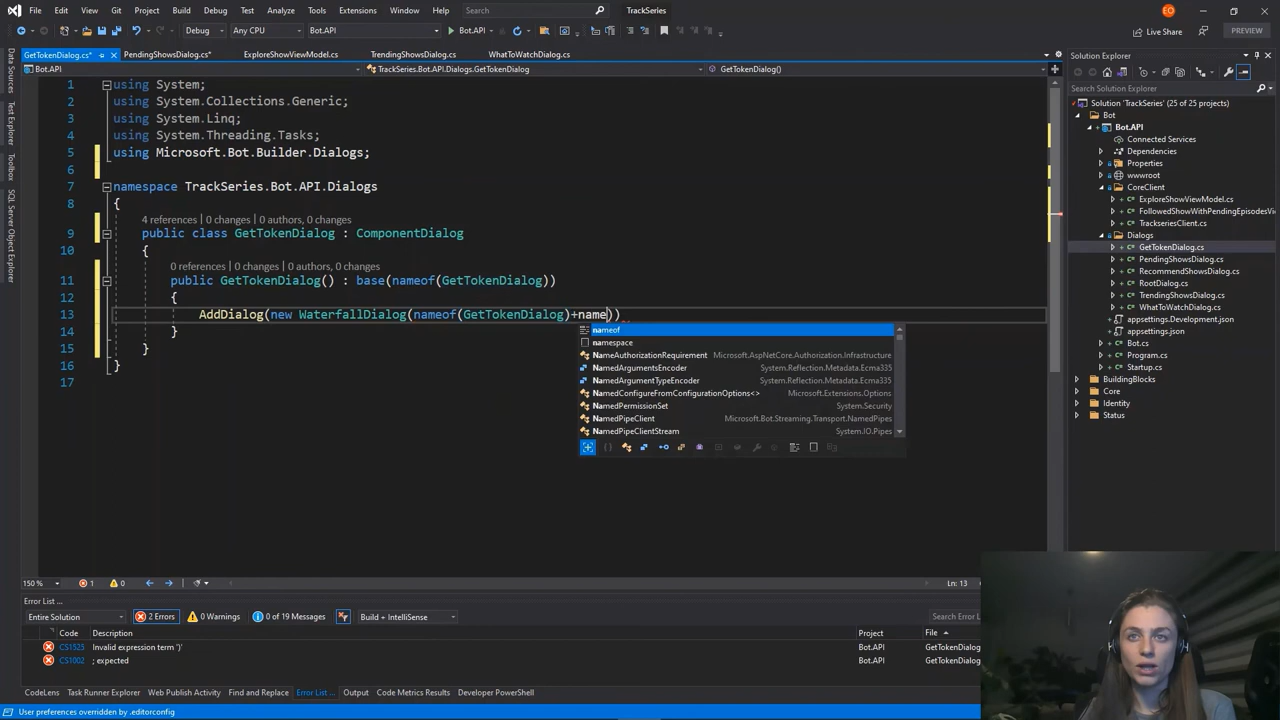 File Edit View Git Project Build Debug Test Analyze Tools Extensions Window Help Search TrackSeries EO
Debug Any CPU Bot.API Bot.API Live Share PREVIEW
GetTokenDialog.cs* PendingShowsDialog.cs* ExploreShowViewModel.cs TrendingShowsDialog.cs WhatToWatchDialog.cs
Bot.API TrackSeries.Bot.API.Dialogs.GetTokenDialog GetTokenDialog()
Data Sources
Test Explorer
Toolbox
SQL Server Object Explorer
1 using System;
2 using System.Collections.Generic;
3 using System.Linq;
4 using System.Threading.Tasks;
5 using Microsoft.Bot.Builder.Dialogs;
6
7 namespace TrackSeries.Bot.API.Dialogs
8 {
4 references | 0 changes | 0 authors, 0 changes
9 public class GetTokenDialog : ComponentDialog
10 {
0 references | 0 changes | 0 authors, 0 changes
11 public GetTokenDialog() : base(nameof(GetTokenDialog))
12 {
13 AddDialog(new WaterfallDialog(nameof(GetTokenDialog)+name))
14 }
15 }
16 }
17
nameof
namespace
NameAuthorizationRequirement Microsoft.AspNetCore.Authorization.Infrastructure
NamedArgumentsEncoder System.Reflection.Metadata.Ecma335
NamedArgumentTypeEncoder System.Reflection.Metadata.Ecma335
NamedConfigureFromConfigurationOptions<> Microsoft.Extensions.Options
NamedPermissionSet System.Security
NamedPipeClient Microsoft.Bot.Streaming.Transport.NamedPipes
NamedPipeClientStream System.IO.Pipes
150 % 1 0 Ln: 13
Solution Explorer
Search Solution Explorer
Solution 'TrackSeries' (25 of 25 projects)
Bot
Bot.API
Connected Services
Dependencies
Properties
wwwroot
CoreClient
ExploreShowViewModel.cs
FollowedShowWithPendingEpisodesVi
TrackseriesClient.cs
Dialogs
GetTokenDialog.cs
PendingShowsDialog.cs
RecommendShowsDialog.cs
RootDialog.cs
TrendingShowsDialog.cs
WhatToWatchDialog.cs
appsettings.Development.json
appsettings.json
Bot.cs
Program.cs
Startup.cs
BuildingBlocks
Core
Identity
Status
Error List ...
Entire Solution 2 Errors 0 Warnings 0 of 19 Messages Build + IntelliSense Search Error Li
Code Description Project File
CS1525 Invalid expression term ')' Bot.API GetTokenDialog
CS1002 ; expected Bot.API GetTokenDialog
CodeLens Task Runner Explorer Web Publish Activity Find and Replace Error List ... Output Code Metrics Results Developer PowerShell
User preferences overridden by .editorconfig